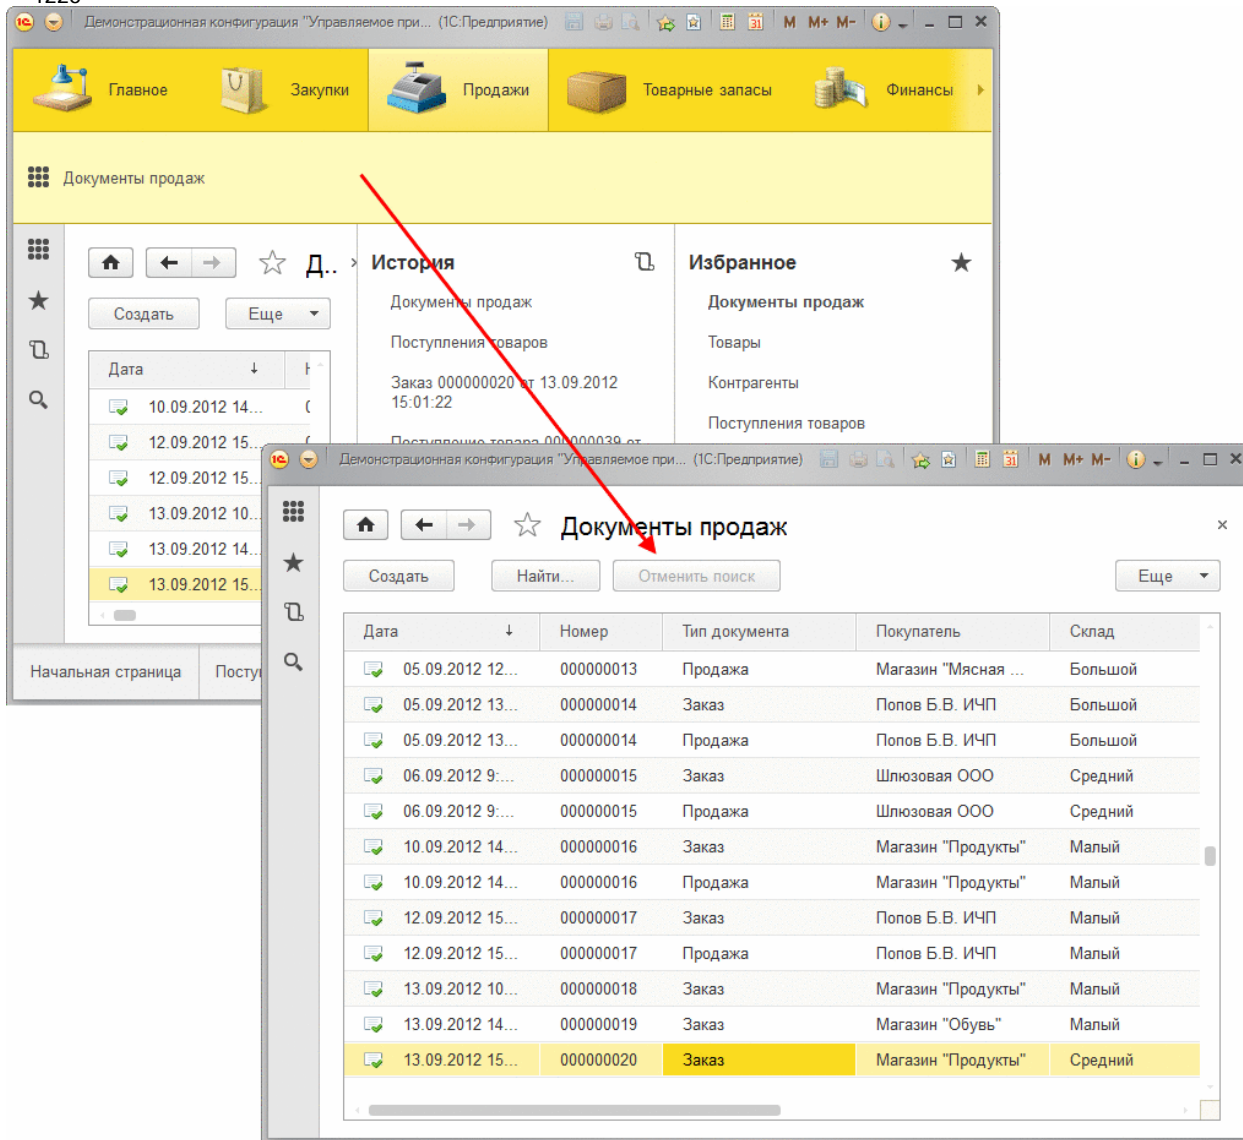 Демонстрационная конфигурация "Управляемое при... (1С:Предприятие)
31 M M+ M-
Главное Закупки Продажи Товарные запасы Финансы
Документы продаж
Д.. История Избранное
Создать Еще
Документы продаж Документы продаж
Поступления товаров Товары
Дата
Заказ 000000020 от 13.09.2012 Контрагенты
15:01:22
10.09.2012 14...
Поступления товаров
Поступление товара 000000039 от
12.09.2012 15...
12.09.2012 15...
13.09.2012 10...
13.09.2012 14...
13.09.2012 15...
Начальная страница
Демонстрационная конфигурация "Управляемое при... (1С:Предприятие)
31 M M+ M-
Документы продаж
Создать Найти... Отменить поиск Еще
Дата Номер Тип документа Покупатель Склад
05.09.2012 12... 000000013 Продажа Магазин "Мясная ... Большой
05.09.2012 13... 000000014 Заказ Попов Б.В. ИЧП Большой
05.09.2012 13... 000000014 Продажа Попов Б.В. ИЧП Большой
06.09.2012 9:... 000000015 Заказ Шлюзовая ООО Средний
06.09.2012 9:... 000000015 Продажа Шлюзовая ООО Средний
10.09.2012 14... 000000016 Заказ Магазин "Продукты" Малый
10.09.2012 14... 000000016 Продажа Магазин "Продукты" Малый
12.09.2012 15... 000000017 Заказ Попов Б.В. ИЧП Малый
12.09.2012 15... 000000017 Продажа Попов Б.В. ИЧП Малый
13.09.2012 10... 000000018 Заказ Магазин "Продукты" Малый
13.09.2012 14... 000000019 Заказ Магазин "Обувь" Малый
13.09.2012 15... 000000020 Заказ Магазин "Продукты" Средний